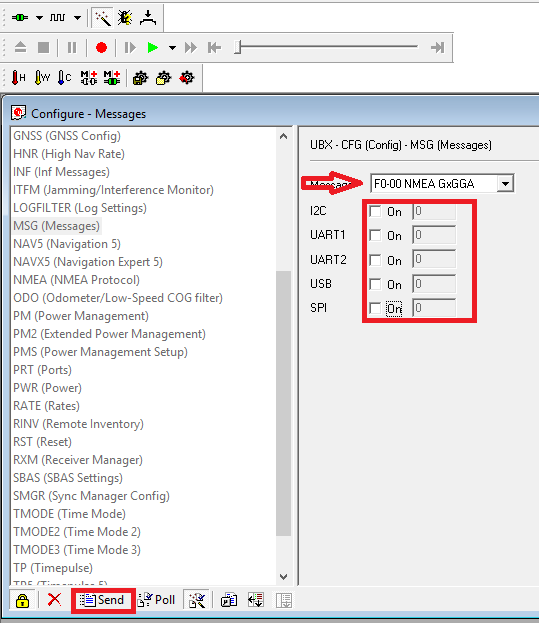 H W C M M
Configure - Messages
GNSS (GNSS Config)
HNR (High Nav Rate)
INF (Inf Messages)
ITFM (Jamming/Interference Monitor)
LOGFILTER (Log Settings)
MSG (Messages)
NAV5 (Navigation 5)
NAVX5 (Navigation Expert 5)
NMEA (NMEA Protocol)
ODO (Odometer/Low-Speed COG filter)
PM (Power Management)
PM2 (Extended Power Management)
PMS (Power Management Setup)
PRT (Ports)
PWR (Power)
RATE (Rates)
RINV (Remote Inventory)
RST (Reset)
RXM (Receiver Manager)
SBAS (SBAS Settings)
SMGR (Sync Manager Config)
TMODE (Time Mode)
TMODE2 (Time Mode 2)
TMODE3 (Time Mode 3)
TP (Timepulse)
TP5 (Timepulse 5)
UBX - CFG (Config) - MSG (Messages)
Message F0-00 NMEA GxGGA
I2C On 0
UART1 On 0
UART2 On 0
USB On 0
SPI On 0
Send Poll